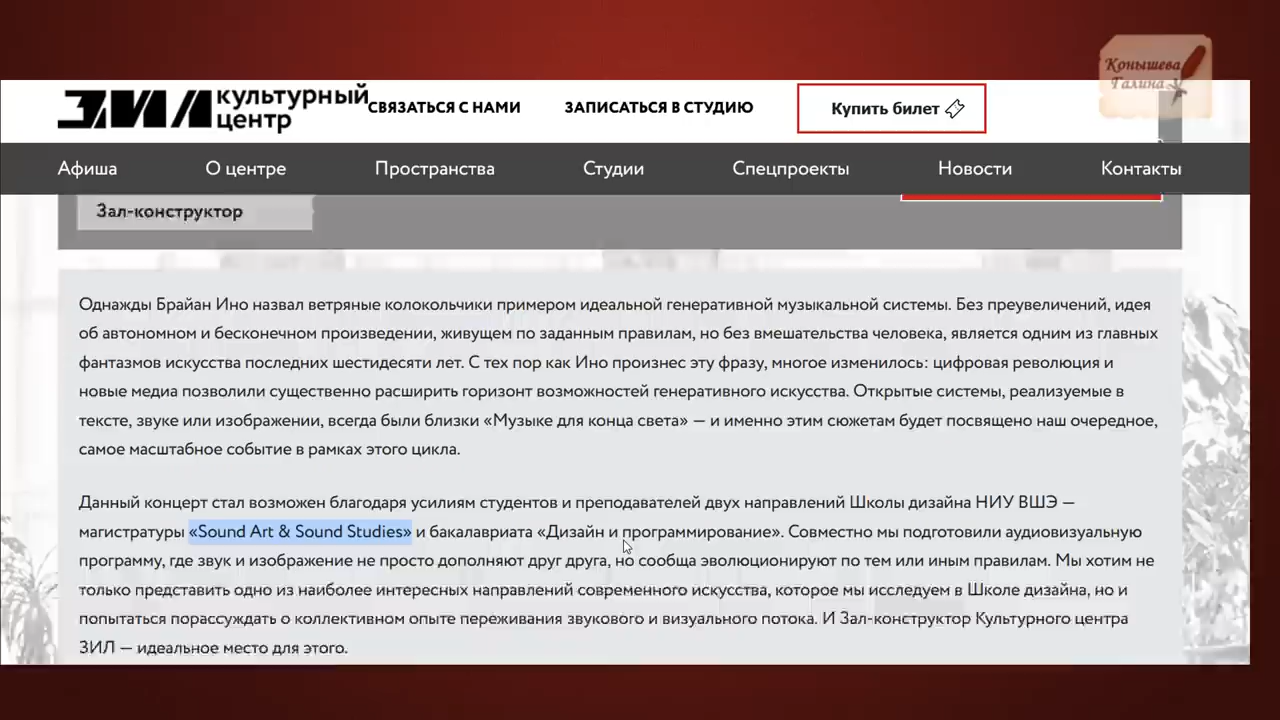 Конышева
Галина
ЗИЛ культурный
центр
СВЯЗАТЬСЯ С НАМИ
ЗАПИСАТЬСЯ В СТУДИЮ
Купить билет
Афиша
О центре
Пространства
Студии
Спецпроекты
Новости
Контакты
Зал-конструктор
Однажды Брайан Ино назвал ветряные колокольчики примером идеальной генеративной музыкальной системы. Без преувеличений, идея
об автономном и бесконечном произведении, живущем по заданным правилам, но без вмешательства человека, является одним из главных
фантазмов искусства последних шестидесяти лет. С тех пор как Ино произнес эту фразу, многое изменилось: цифровая революция и
новые медиа позволили существенно расширить горизонт возможностей генеративного искусства. Открытые системы, реализуемые в
тексте, звуке или изображении, всегда были близки «Музыке для конца света» — и именно этим сюжетам будет посвящено наш очередное,
самое масштабное событие в рамках этого цикла.
Данный концерт стал возможен благодаря усилиям студентов и преподавателей двух направлений Школы дизайна НИУ ВШЭ —
магистратуры «Sound Art & Sound Studies» и бакалавриата «Дизайн и программирование». Совместно мы подготовили аудиовизуальную
программу, где звук и изображение не просто дополняют друг друга, но сообща эволюционируют по тем или иным правилам. Мы хотим не
только представить одно из наиболее интересных направлений современного искусства, которое мы исследуем в Школе дизайна, но и
попытаться порассуждать о коллективном опыте переживания звукового и визуального потока. И Зал-конструктор Культурного центра
ЗИЛ — идеальное место для этого.